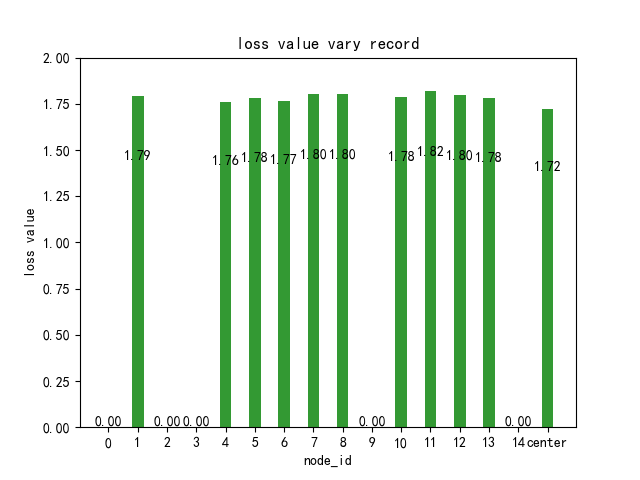 loss value vary record
2.00
1.75
1.50
1.25
1.00
0.75
0.50
0.25
0.00
loss value
0.00 1.79 0.00 0.00 1.76 1.78 1.77 1.80 1.80 0.00 1.78 1.82 1.80 1.78 0.00 1.72
0 1 2 3 4 5 6 7 8 9 10 11 12 13 14 center
node_id